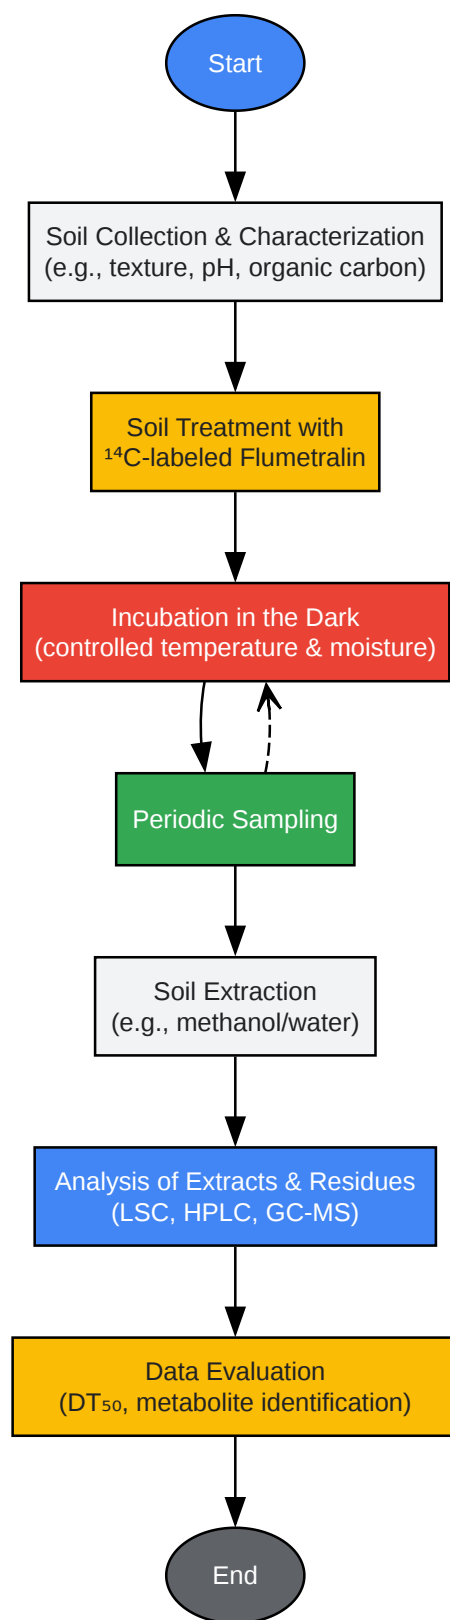 Start
Soil Collection & Characterization
(e.g., texture, pH, organic carbon)
Soil Treatment with
¹⁴C-labeled Flumetralin
Incubation in the Dark
(controlled temperature & moisture)
Periodic Sampling
Soil Extraction
(e.g., methanol/water)
Analysis of Extracts & Residues
(LSC, HPLC, GC-MS)
Data Evaluation
(DT₅₀, metabolite identification)
End